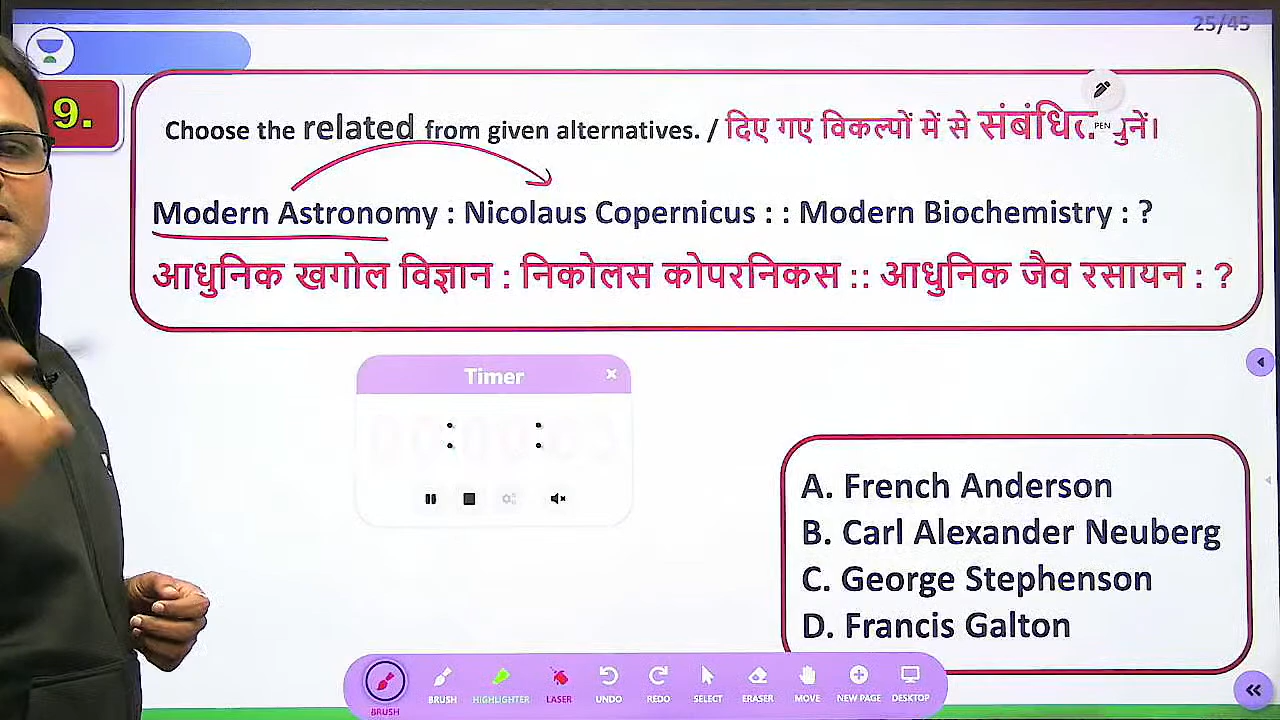 25/45
9.
Choose the related from given alternatives. / दिए गए विकल्पों में से
PEN
Modern Astronomy : Nicolaus Copernicus : : Modern Biochemistry : ?
आधुनिक खगोल विज्ञान : निकोलस कोपरनिकस :: आधुनिक जैव रसायन : ?
Timer
A. French Anderson
B. Carl Alexander Neuberg
C. George Stephenson
D. Francis Galton
BRUSH
BRUSH
HIGHLIGHTER
LASER
UNDO
REDO
SELECT
ERASER
MOVE
NEW PAGE
DESKTOP